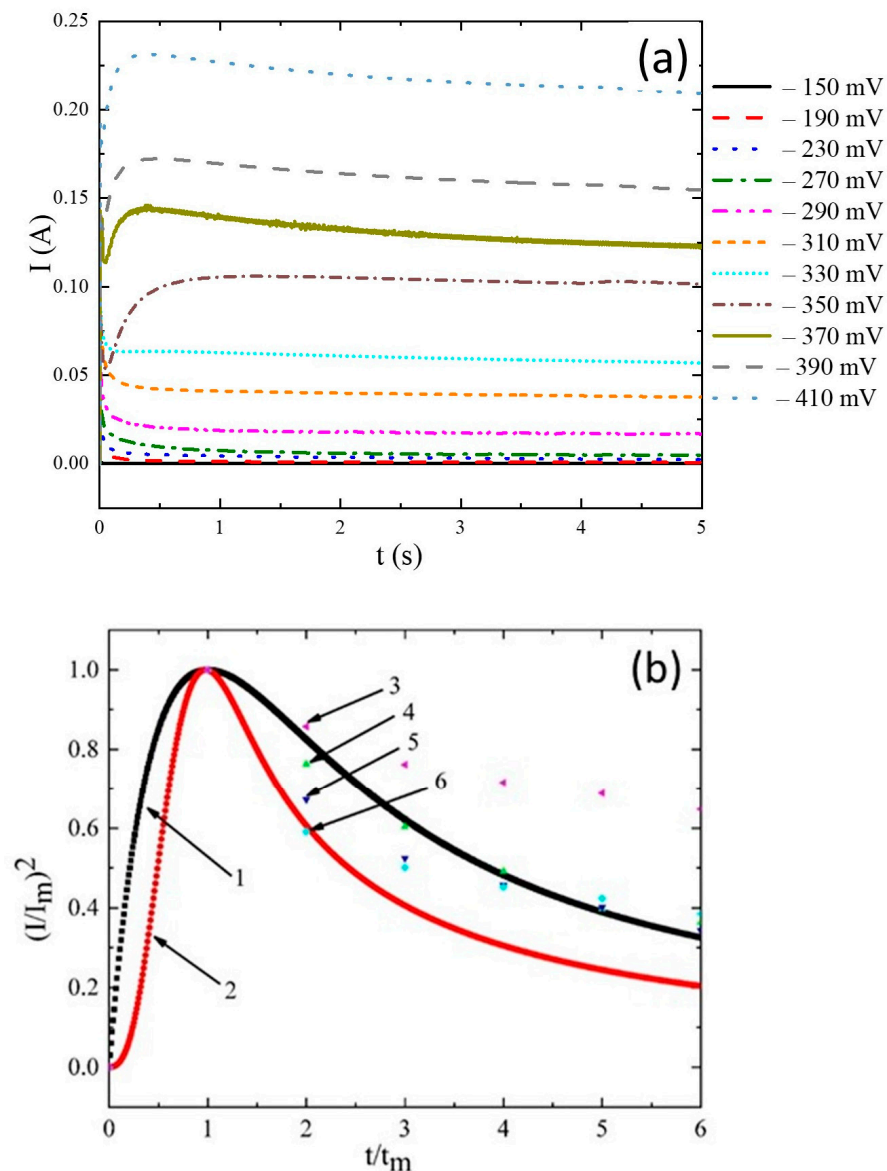 (a)
0.25
0.20
0.15
0.10
0.05
0.00
I (A)
0
1
2
3
4
5
t (s)
– 150 mV
– 190 mV
– 230 mV
– 270 mV
– 290 mV
– 310 mV
– 330 mV
– 350 mV
– 370 mV
– 390 mV
– 410 mV
(b)
1.0
0.8
0.6
0.4
0.2
0.0
(I/Im)2
3
4
5
6
1
2
0
1
2
3
4
5
6
t/tm